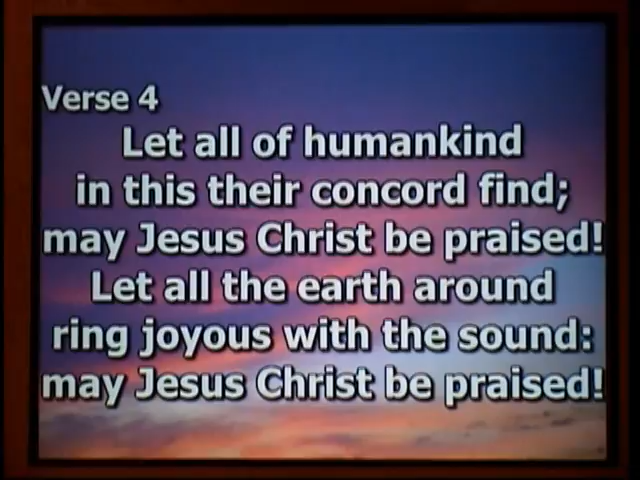 Verse 4
Let all of humankind
in this their concord find;
may Jesus Christ be praised!
Let all the earth around
ring joyous with the sound:
may Jesus Christ be praised!